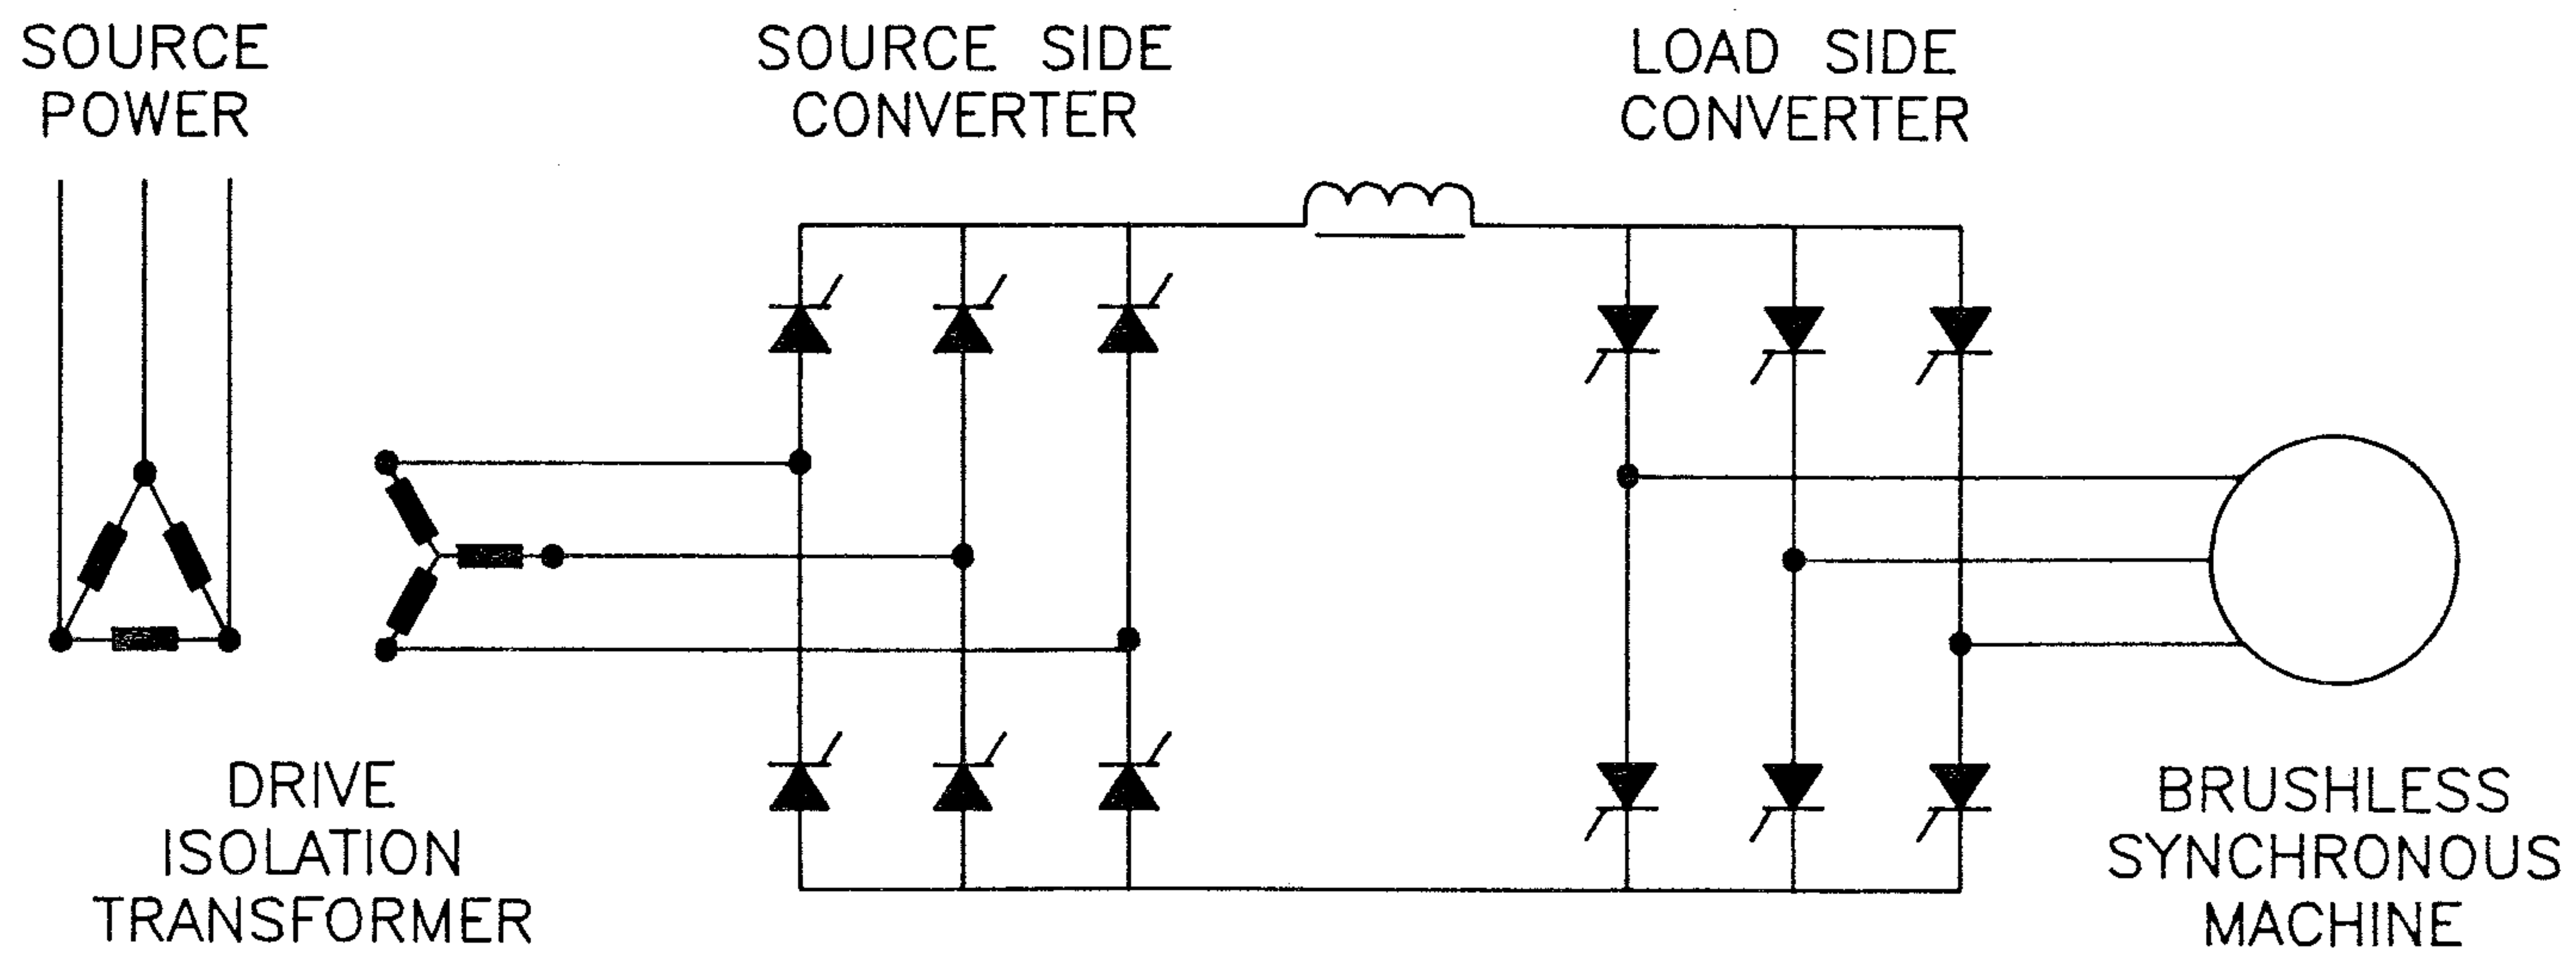 SOURCE
POWER
SOURCE SIDE
CONVERTER
LOAD SIDE
CONVERTER
DRIVE
ISOLATION
TRANSFORMER
BRUSHLESS
SYNCHRONOUS
MACHINE